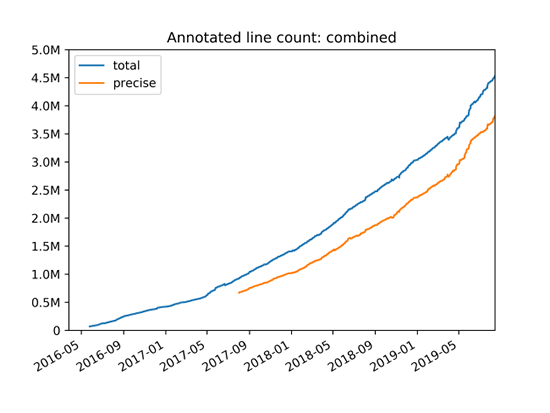 Annotated line count: combined
total
precise
5.0M
4.5M
4.0M
3.5M
3.0M
2.5M
2.0M
1.5M
1.0M
0.5M
0
2016-05
2016-09
2017-01
2017-05
2017-09
2018-01
2018-05
2018-09
2019-01
2019-05